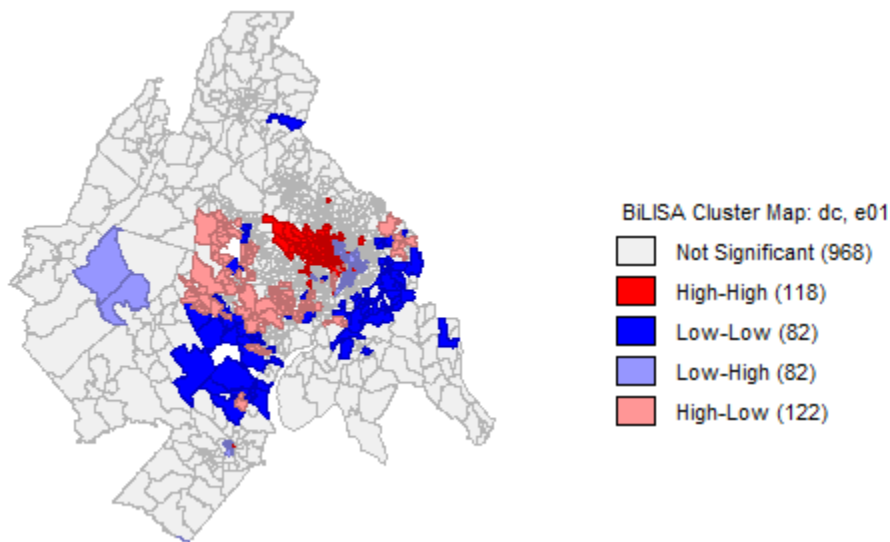 BiLISA Cluster Map: dc, e01
Not Significant (968)
High-High (118)
Low-Low (82)
Low-High (82)
High-Low (122)